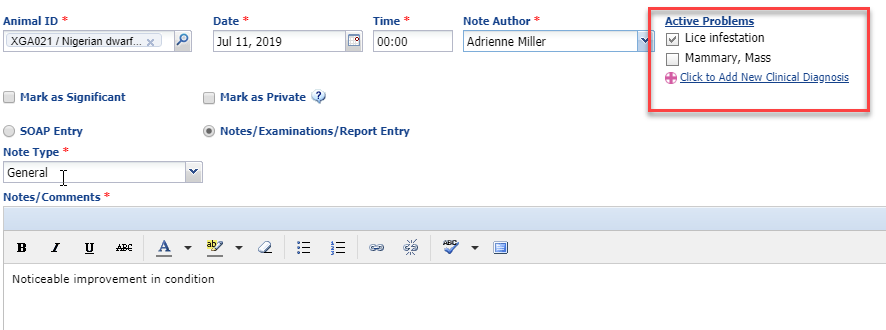 Animal ID * Date * Time * Note Author * Active Problems
XGA021 / Nigerian dwarf... Jul 11, 2019 00:00 Adrienne Miller Lice infestation
Mammary, Mass
Click to Add New Clinical Diagnosis
Mark as Significant Mark as Private ?
SOAP Entry Notes/Examinations/Report Entry
Note Type *
General
Notes/Comments *
B I U ABC A ab ABC
Noticeable improvement in condition